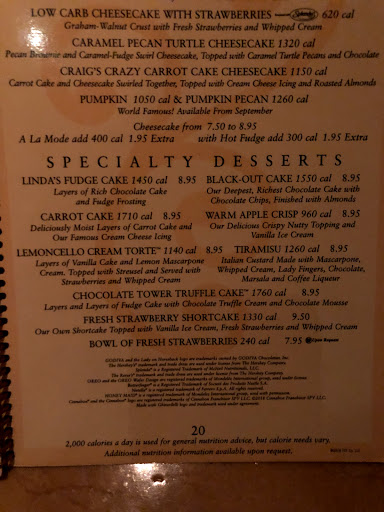 LOW CARB CHEESECAKE WITH STRAWBERRIES 620 cal
Graham-Walnut Crust with Fresh Strawberries and Whipped Cream
CARAMEL PECAN TURTLE CHEESECAKE 1320 cal
Pecan Brownie and Caramel-Fudge Swirl Cheesecake, Topped with Caramel Turtle Pecans and Chocolate
CRAIG'S CRAZY CARROT CAKE CHEESECAKE 1150 cal
Carrot Cake and Cheesecake Swirled Together, Topped with Cream Cheese Icing and Roasted Almonds
PUMPKIN 1050 cal & PUMPKIN PECAN 1260 cal
World Famous! Available From September
Cheesecake from 7.50 to 8.95
A La Mode add 400 cal 1.95 Extra with Hot Fudge add 300 cal 1.95 Extra
SPECIALTY DESSERTS
LINDA'S FUDGE CAKE 1450 cal 8.95
Layers of Rich Chocolate Cake
and Fudge Frosting
BLACK-OUT CAKE 1550 cal 8.95
Our Deepest, Richest Chocolate Cake with
Chocolate Chips, Finished with Almonds
CARROT CAKE 1710 cal 8.95
Deliciously Moist Layers of Carrot Cake and
Our Famous Cream Cheese Icing
WARM APPLE CRISP 960 cal 8.95
Our Delicious Crispy Nutty Topping and
Vanilla Ice Cream
LEMONCELLO CREAM TORTE™ 1140 cal 8.95
Layers of Vanilla Cake and Lemon Mascarpone
Cream. Topped with Streusel and Served with
Strawberries and Whipped Cream
TIRAMISU 1260 cal 8.95
Italian Custard Made with Mascarpone,
Whipped Cream, Lady Fingers, Chocolate,
Marsala and Coffee Liqueur
CHOCOLATE TOWER TRUFFLE CAKE™ 1760 cal 8.95
Layers and Layers of Fudge Cake with Chocolate Truffle Cream and Chocolate Mousse
FRESH STRAWBERRY SHORTCAKE 1330 cal 9.50
Our Own Shortcake Topped with Vanilla Ice Cream, Fresh Strawberries and Whipped Cream
BOWL OF FRESH STRAWBERRIES 240 cal 7.95
20
2,000 calories a day is used for general nutrition advice, but calorie needs vary.
Additional nutrition information available upon request.